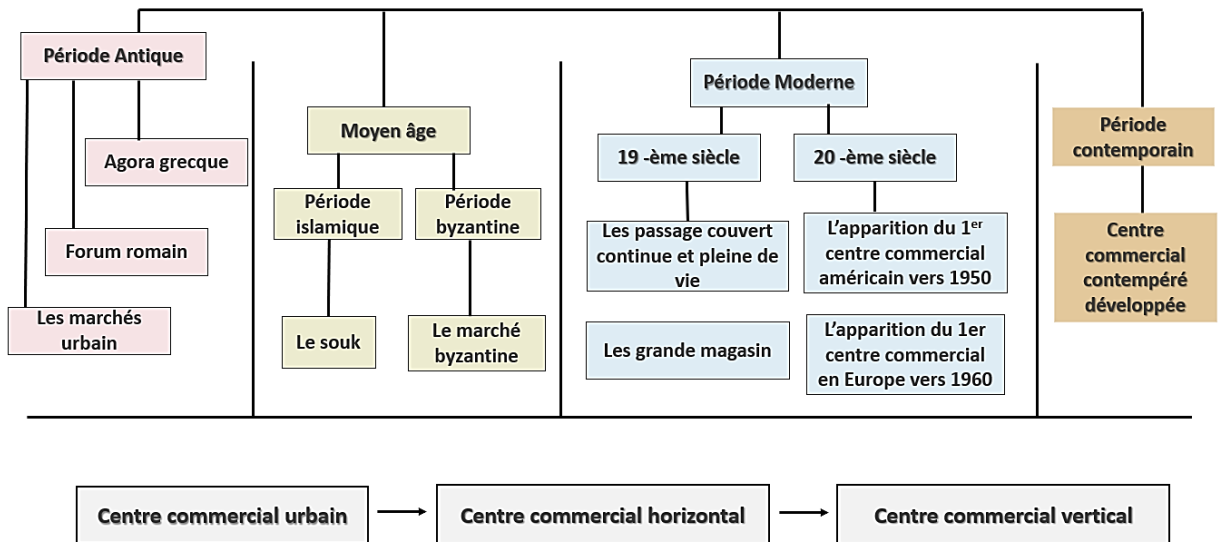 Période Antique
Agora grecque
Forum romain
Les marchés
urbain
Moyen âge
Période
islamique
Période
byzantine
Le souk
Le marché
byzantine
Période Moderne
19 -ème siècle
20 -ème siècle
Les passage couvert
continue et pleine de
vie
L’apparition du 1er
centre commercial
américain vers 1950
Les grande magasin
L’apparition du 1er
centre commercial
en Europe vers 1960
Période
contemporain
Centre
commercial
contempéré
développée
Centre commercial urbain
Centre commercial horizontal
Centre commercial vertical